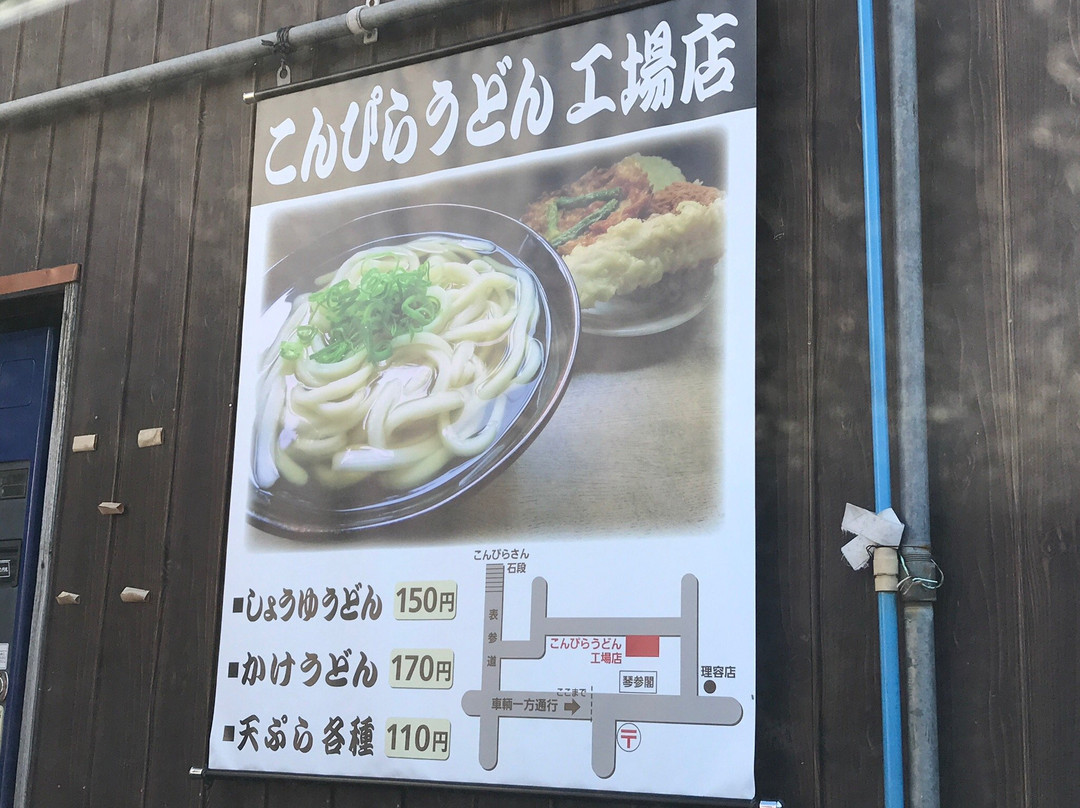 こんぴらうどん 工場店
こんぴらさん
石段
表参道
■しょうゆうどん 150円
■かけうどん 170円
■天ぷら 各種 110円
こんぴらうどん
工場店
琴参閣
理容店
ここまで
車輌一方通行
〒